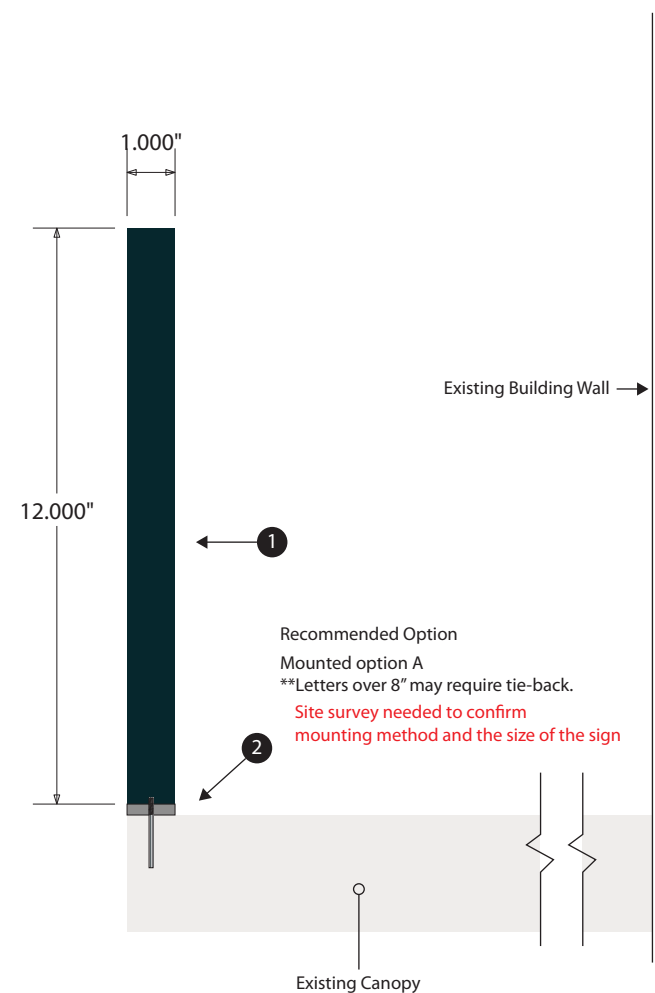 1.000"
Existing Building Wall
12.000"
1
Recommended Option
Mounted option A
**Letters over 8" may require tie-back.
Site survey needed to confirm
mounting method and the size of the sign
2
Existing Canopy